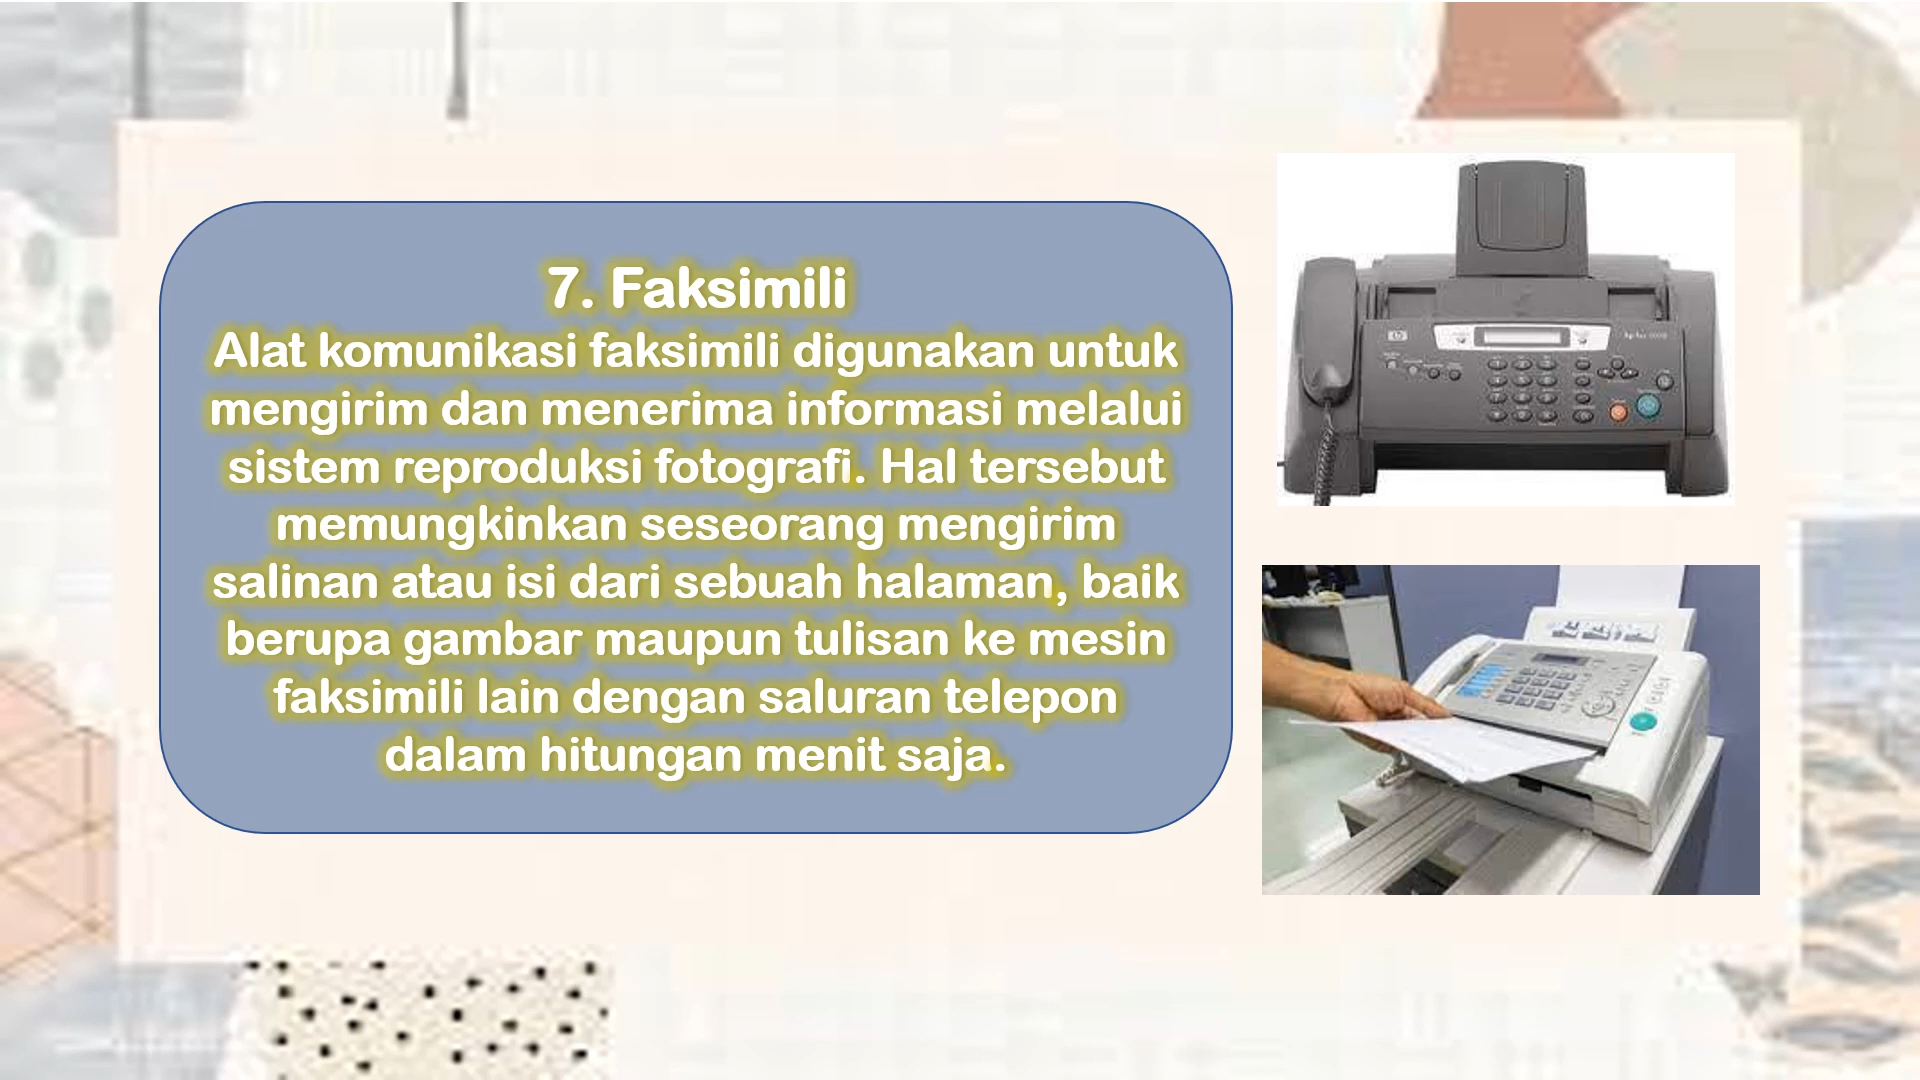 7. Faksimili
Alat komunikasi faksimili digunakan untuk
mengirim dan menerima informasi melalui
sistem reproduksi fotografi. Hal tersebut
memungkinkan seseorang mengirim
salinan atau isi dari sebuah halaman, baik
berupa gambar maupun tulisan ke mesin
faksimili lain dengan saluran telepon
dalam hitungan menit saja.
hp